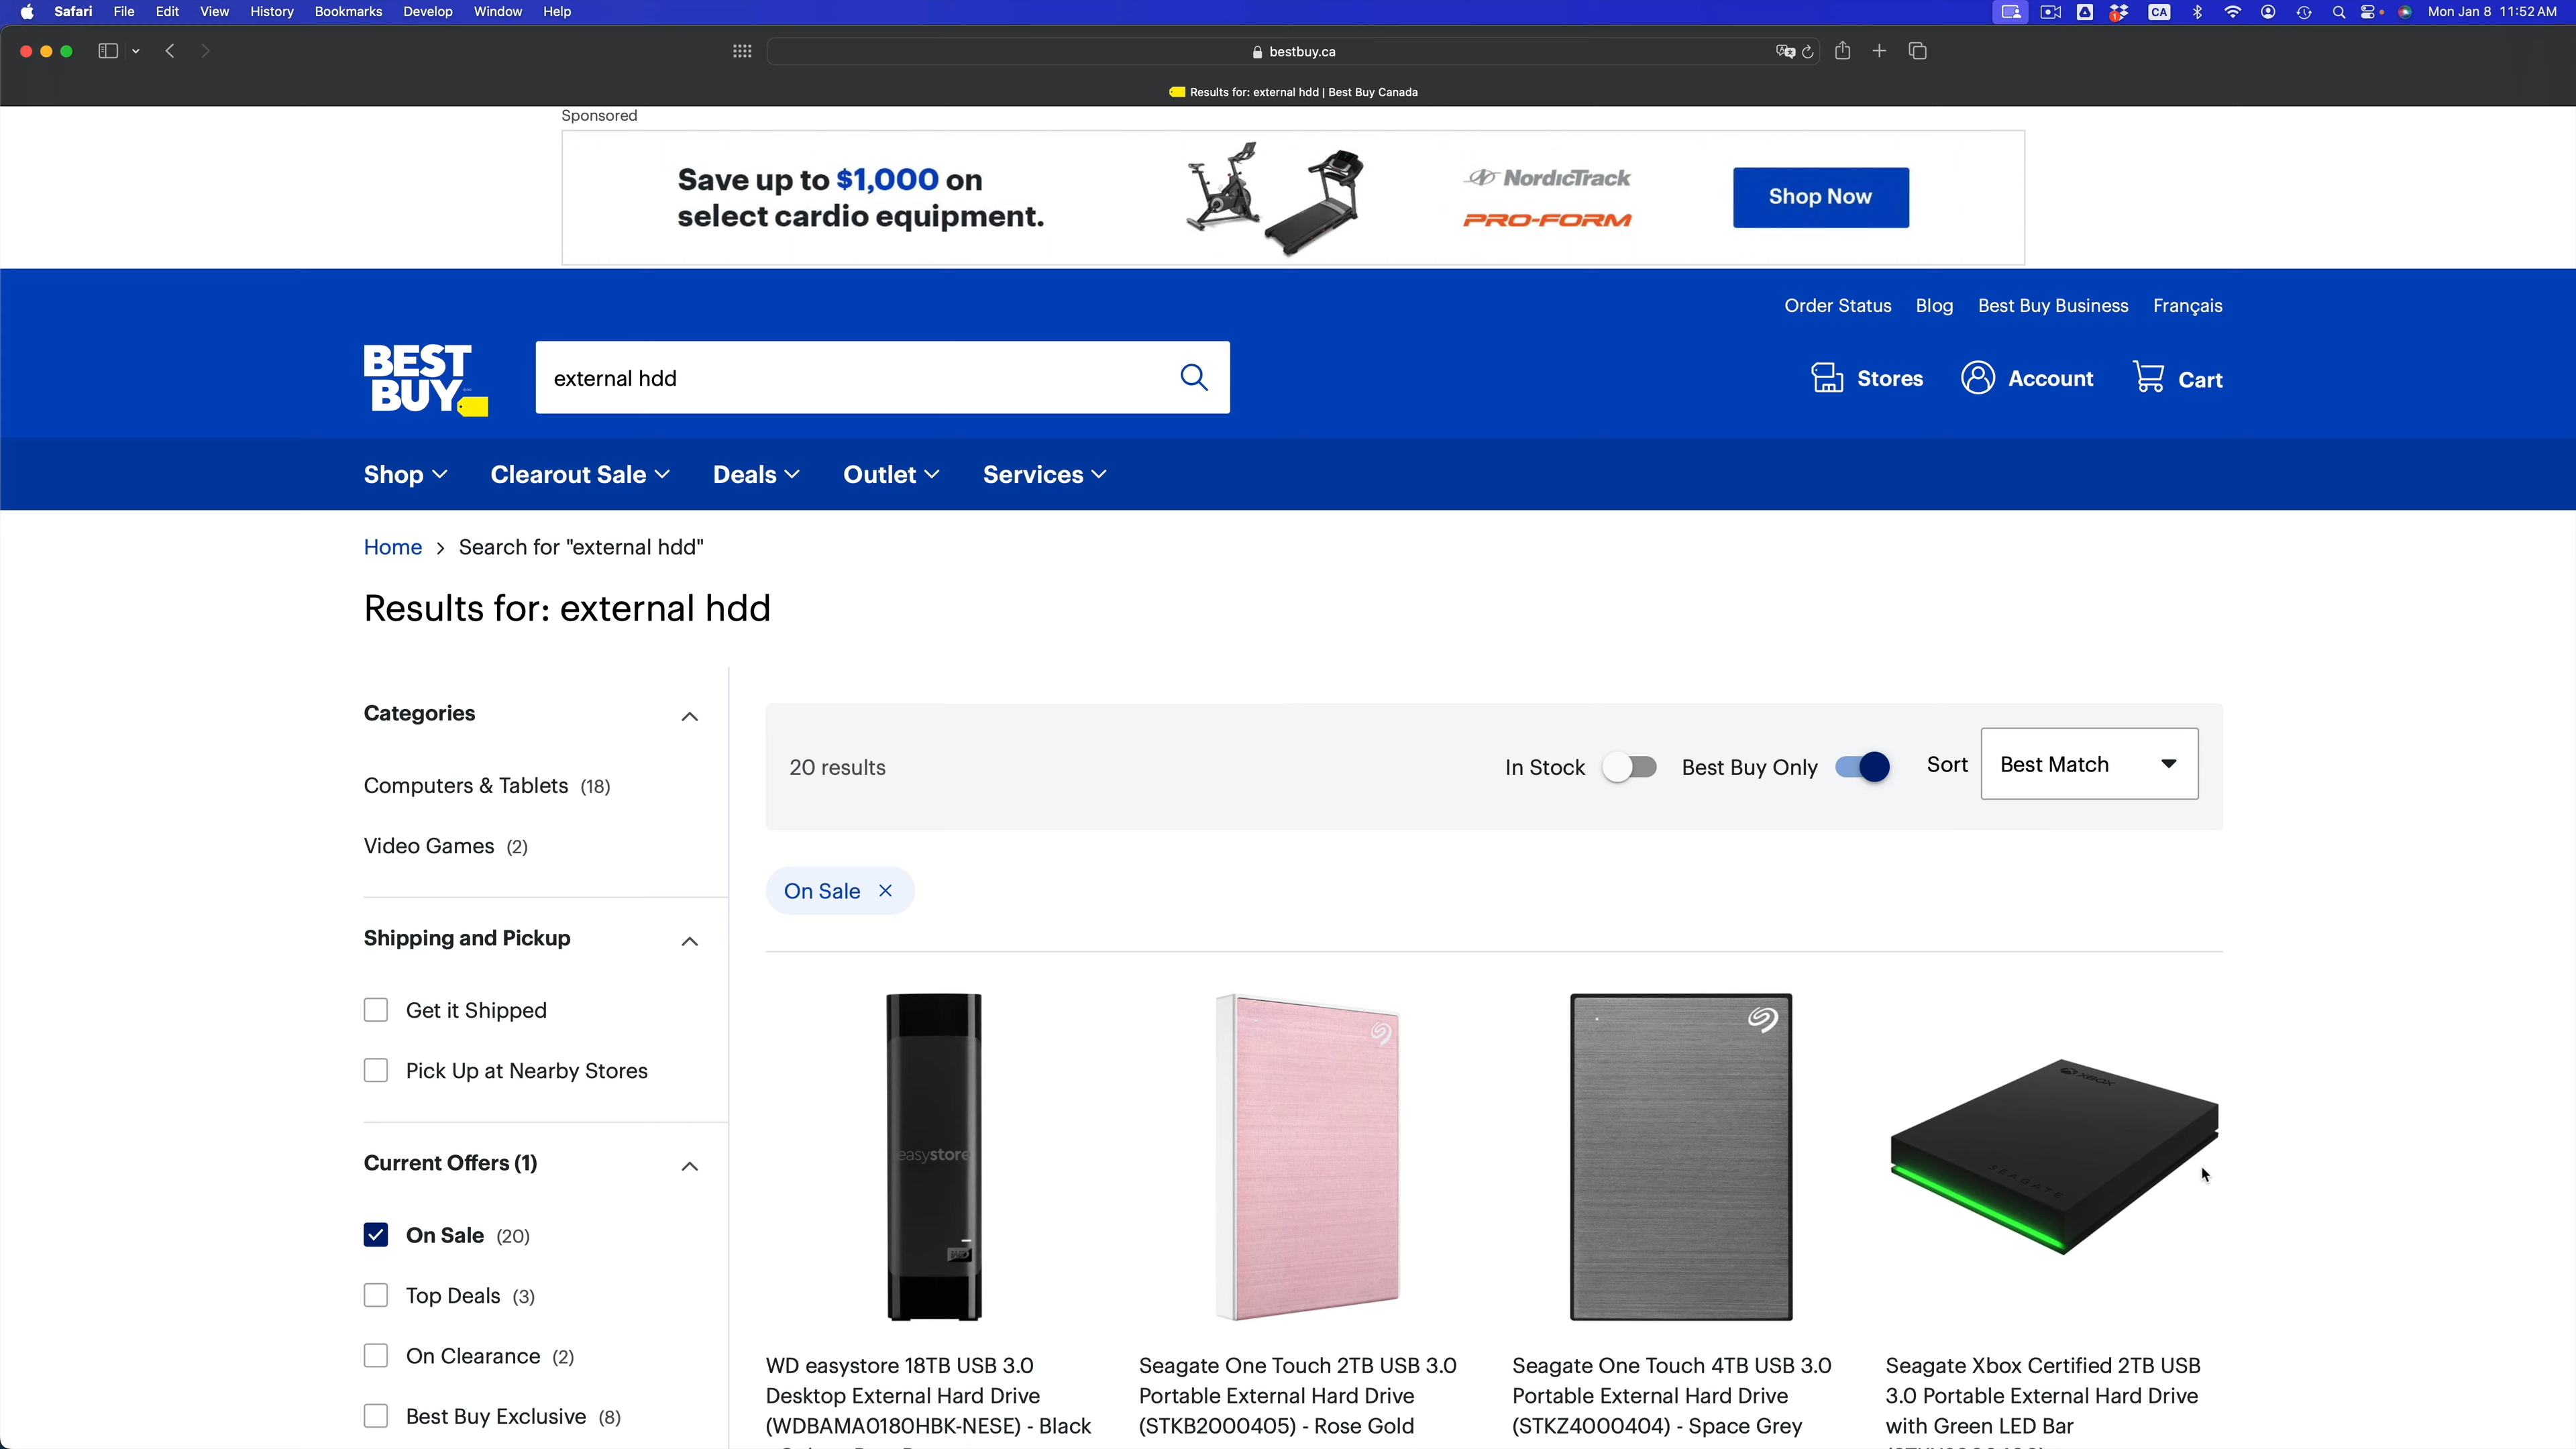 Safari File Edit View History Bookmarks Develop Window Help
CA
Mon Jan 8 11:52 AM
bestbuy.ca
Results for: external hdd | Best Buy Canada
Sponsored
Save up to $1,000 on
select cardio equipment.
NordicTrack
PRO-FORM
Shop Now
Order Status Blog Best Buy Business Français
BEST
BUY
external hdd
Stores Account Cart
Shop Clearout Sale Deals Outlet Services
Home > Search for "external hdd"
Results for: external hdd
Categories
Computers & Tablets (18)
Video Games (2)
Shipping and Pickup
Get it Shipped
Pick Up at Nearby Stores
Current Offers (1)
On Sale (20)
Top Deals (3)
On Clearance (2)
Best Buy Exclusive (8)
20 results
In Stock
Best Buy Only
Sort
Best Match
On Sale
easystore
WD
XBOX
SEAGATE
WD easystore 18TB USB 3.0
Desktop External Hard Drive
(WDBAMA0180HBK-NESE) - Black
Seagate One Touch 2TB USB 3.0
Portable External Hard Drive
(STKB2000405) - Rose Gold
Seagate One Touch 4TB USB 3.0
Portable External Hard Drive
(STKZ4000404) - Space Grey
Seagate Xbox Certified 2TB USB
3.0 Portable External Hard Drive
with Green LED Bar